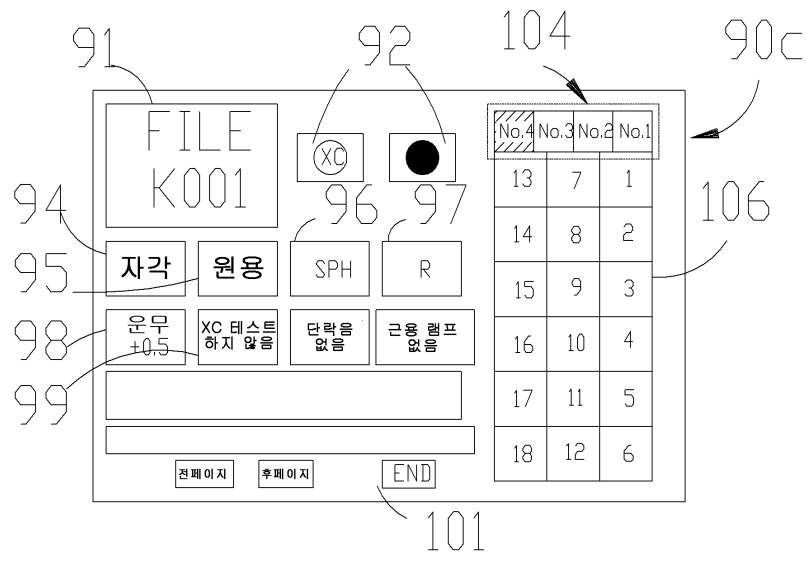 91
92
104
90c
FILE
K001
XC
No.4 No.3 No.2 No.1
13 7 1
94
96
97
106
14 8 2
자각
원용
SPH
R
95
15 9 3
98
운무
+0.5
XC 테스트
하지 않음
단락음
없음
근용 램프
없음
16 10 4
99
17 11 5
18 12 6
전페이지
후페이지
END
101